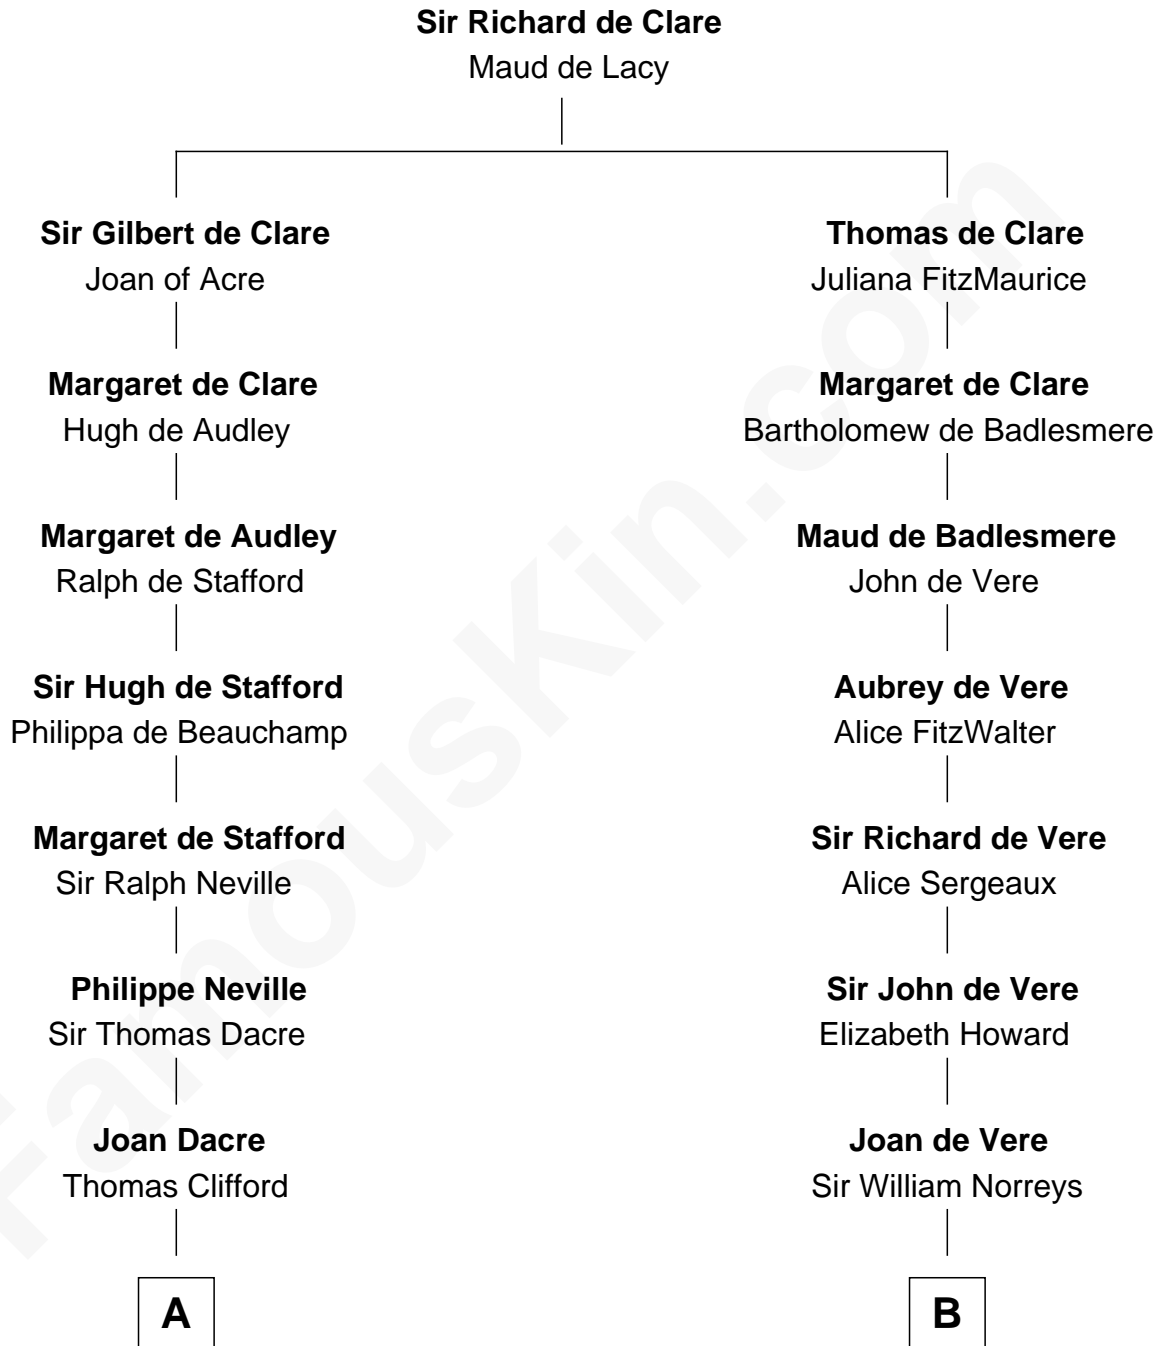 Sir Richard de Clare
Maud de Lacy
Sir Gilbert de Clare
Joan of Acre
Thomas de Clare
Juliana FitzMaurice
Margaret de Clare
Hugh de Audley
Margaret de Clare
Bartholomew de Badlesmere
Margaret de Audley
Ralph de Stafford
Maud de Badlesmere
John de Vere
Sir Hugh de Stafford
Philippa de Beauchamp
Aubrey de Vere
Alice FitzWalter
Margaret de Stafford
Sir Ralph Neville
Sir Richard de Vere
Alice Sergeaux
Philippe Neville
Sir Thomas Dacre
Sir John de Vere
Elizabeth Howard
Joan Dacre
Thomas Clifford
Joan de Vere
Sir William Norreys
A
B
FamousKin.com